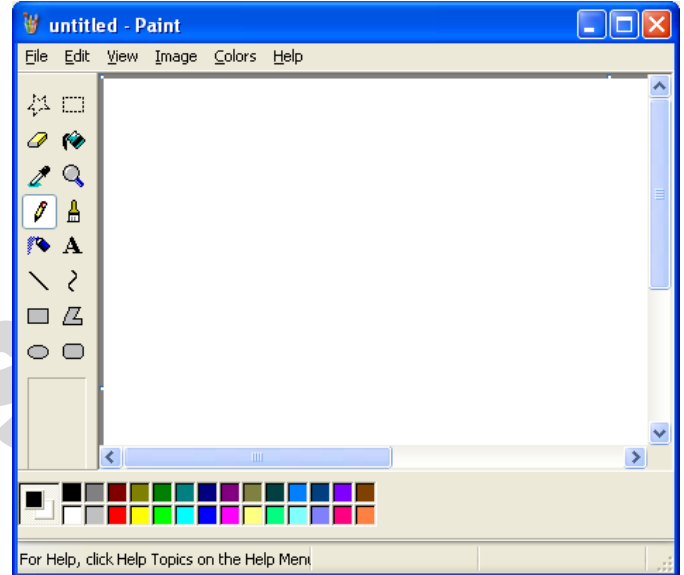 untitled - Paint
File Edit View Image Colors Help
A
For Help, click Help Topics on the Help Menu